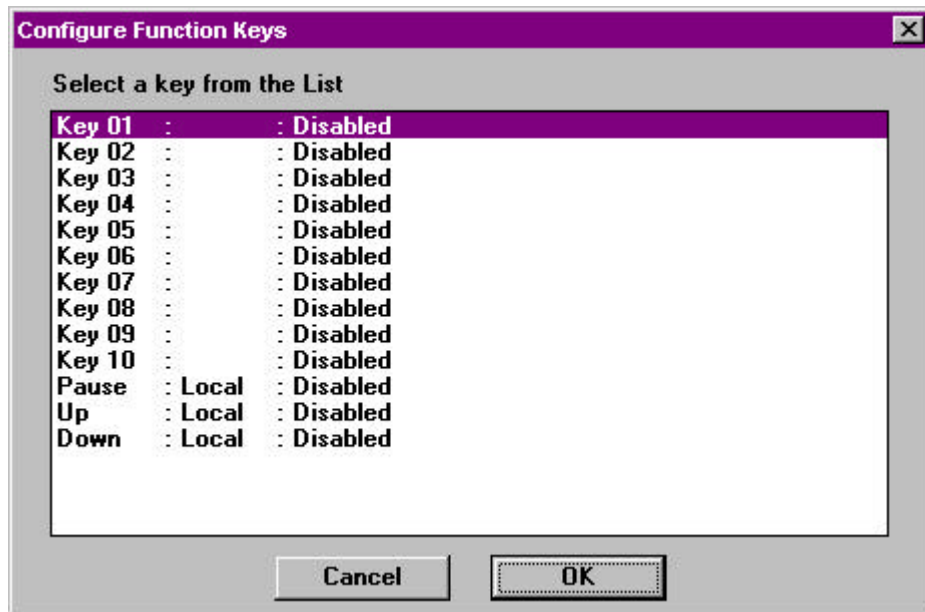 Configure Function Keys
Select a key from the List
Key 01 : : Disabled
Key 02 : : Disabled
Key 03 : : Disabled
Key 04 : : Disabled
Key 05 : : Disabled
Key 06 : : Disabled
Key 07 : : Disabled
Key 08 : : Disabled
Key 09 : : Disabled
Key 10 : : Disabled
Pause : Local : Disabled
Up : Local : Disabled
Down : Local : Disabled
Cancel OK